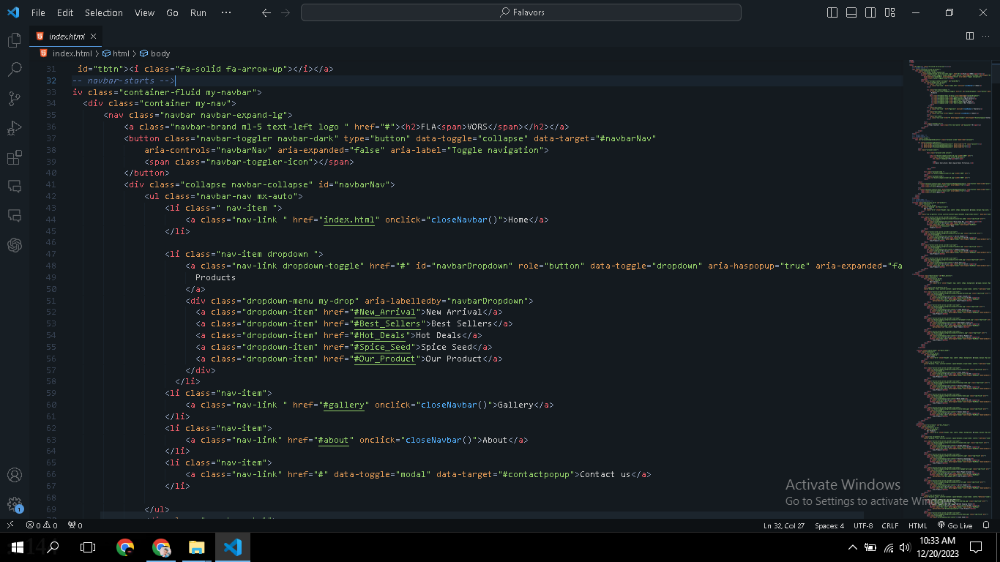 File Edit Selection View Go Run ··· Falavors
index.html
index.html > html > body
31 id="tbtn"><i class="fa-solid fa-arrow-up"></i></a>
32 -- navbar-starts -->
33 iv class="container-fluid my-navbar">
34 <div class="container my-nav">
35 <nav class="navbar navbar-expand-lg">
36 <a class="navbar-brand ml-5 text-left logo " href="#"><h2>FLA<span>VORS</span></h2></a>
37 <button class="navbar-toggler navbar-dark" type="button" data-toggle="collapse" data-target="#navbarNav"
38 aria-controls="navbarNav" aria-expanded="false" aria-label="Toggle navigation">
39 <span class="navbar-toggler-icon"></span>
40 </button>
41 <div class="collapse navbar-collapse" id="navbarNav">
42 <ul class="navbar-nav mx-auto">
43 <li class=" nav-item ">
44 <a class="nav-link " href="index.html" onclick="closeNavbar()">Home</a>
45 </li>
46
47 <li class="nav-item dropdown ">
48 <a class="nav-link dropdown-toggle" href="#" id="navbarDropdown" role="button" data-toggle="dropdown" aria-haspopup="true" aria-expanded="fa
49 Products
50 </a>
51 <div class="dropdown-menu my-drop" aria-labelledby="navbarDropdown">
52 <a class="dropdown-item" href="#New_Arrival">New Arrival</a>
53 <a class="dropdown-item" href="#Best_Sellers">Best Sellers</a>
54 <a class="dropdown-item" href="#Hot_Deals">Hot Deals</a>
55 <a class="dropdown-item" href="#Spice_Seed">Spice Seed</a>
56 <a class="dropdown-item" href="#Our_Product">Our Product</a>
57 </div>
58 </li>
59 <li class="nav-item">
60 <a class="nav-link " href="#gallery" onclick="closeNavbar()">Gallery</a>
61 </li>
62 <li class="nav-item">
63 <a class="nav-link" href="#about" onclick="closeNavbar()">About</a>
64 </li>
65 <li class="nav-item">
66 <a class="nav-link" href="#" data-toggle="modal" data-target="#contactpopup">Contact us</a>
67 </li>
68
69 </ul>
Activate Windows
Go to Settings to activate Windows.
0 0 0 Ln 32, Col 27 Spaces: 4 UTF-8 CRLF HTML Go Live
1
10:33 AM
12/20/2023